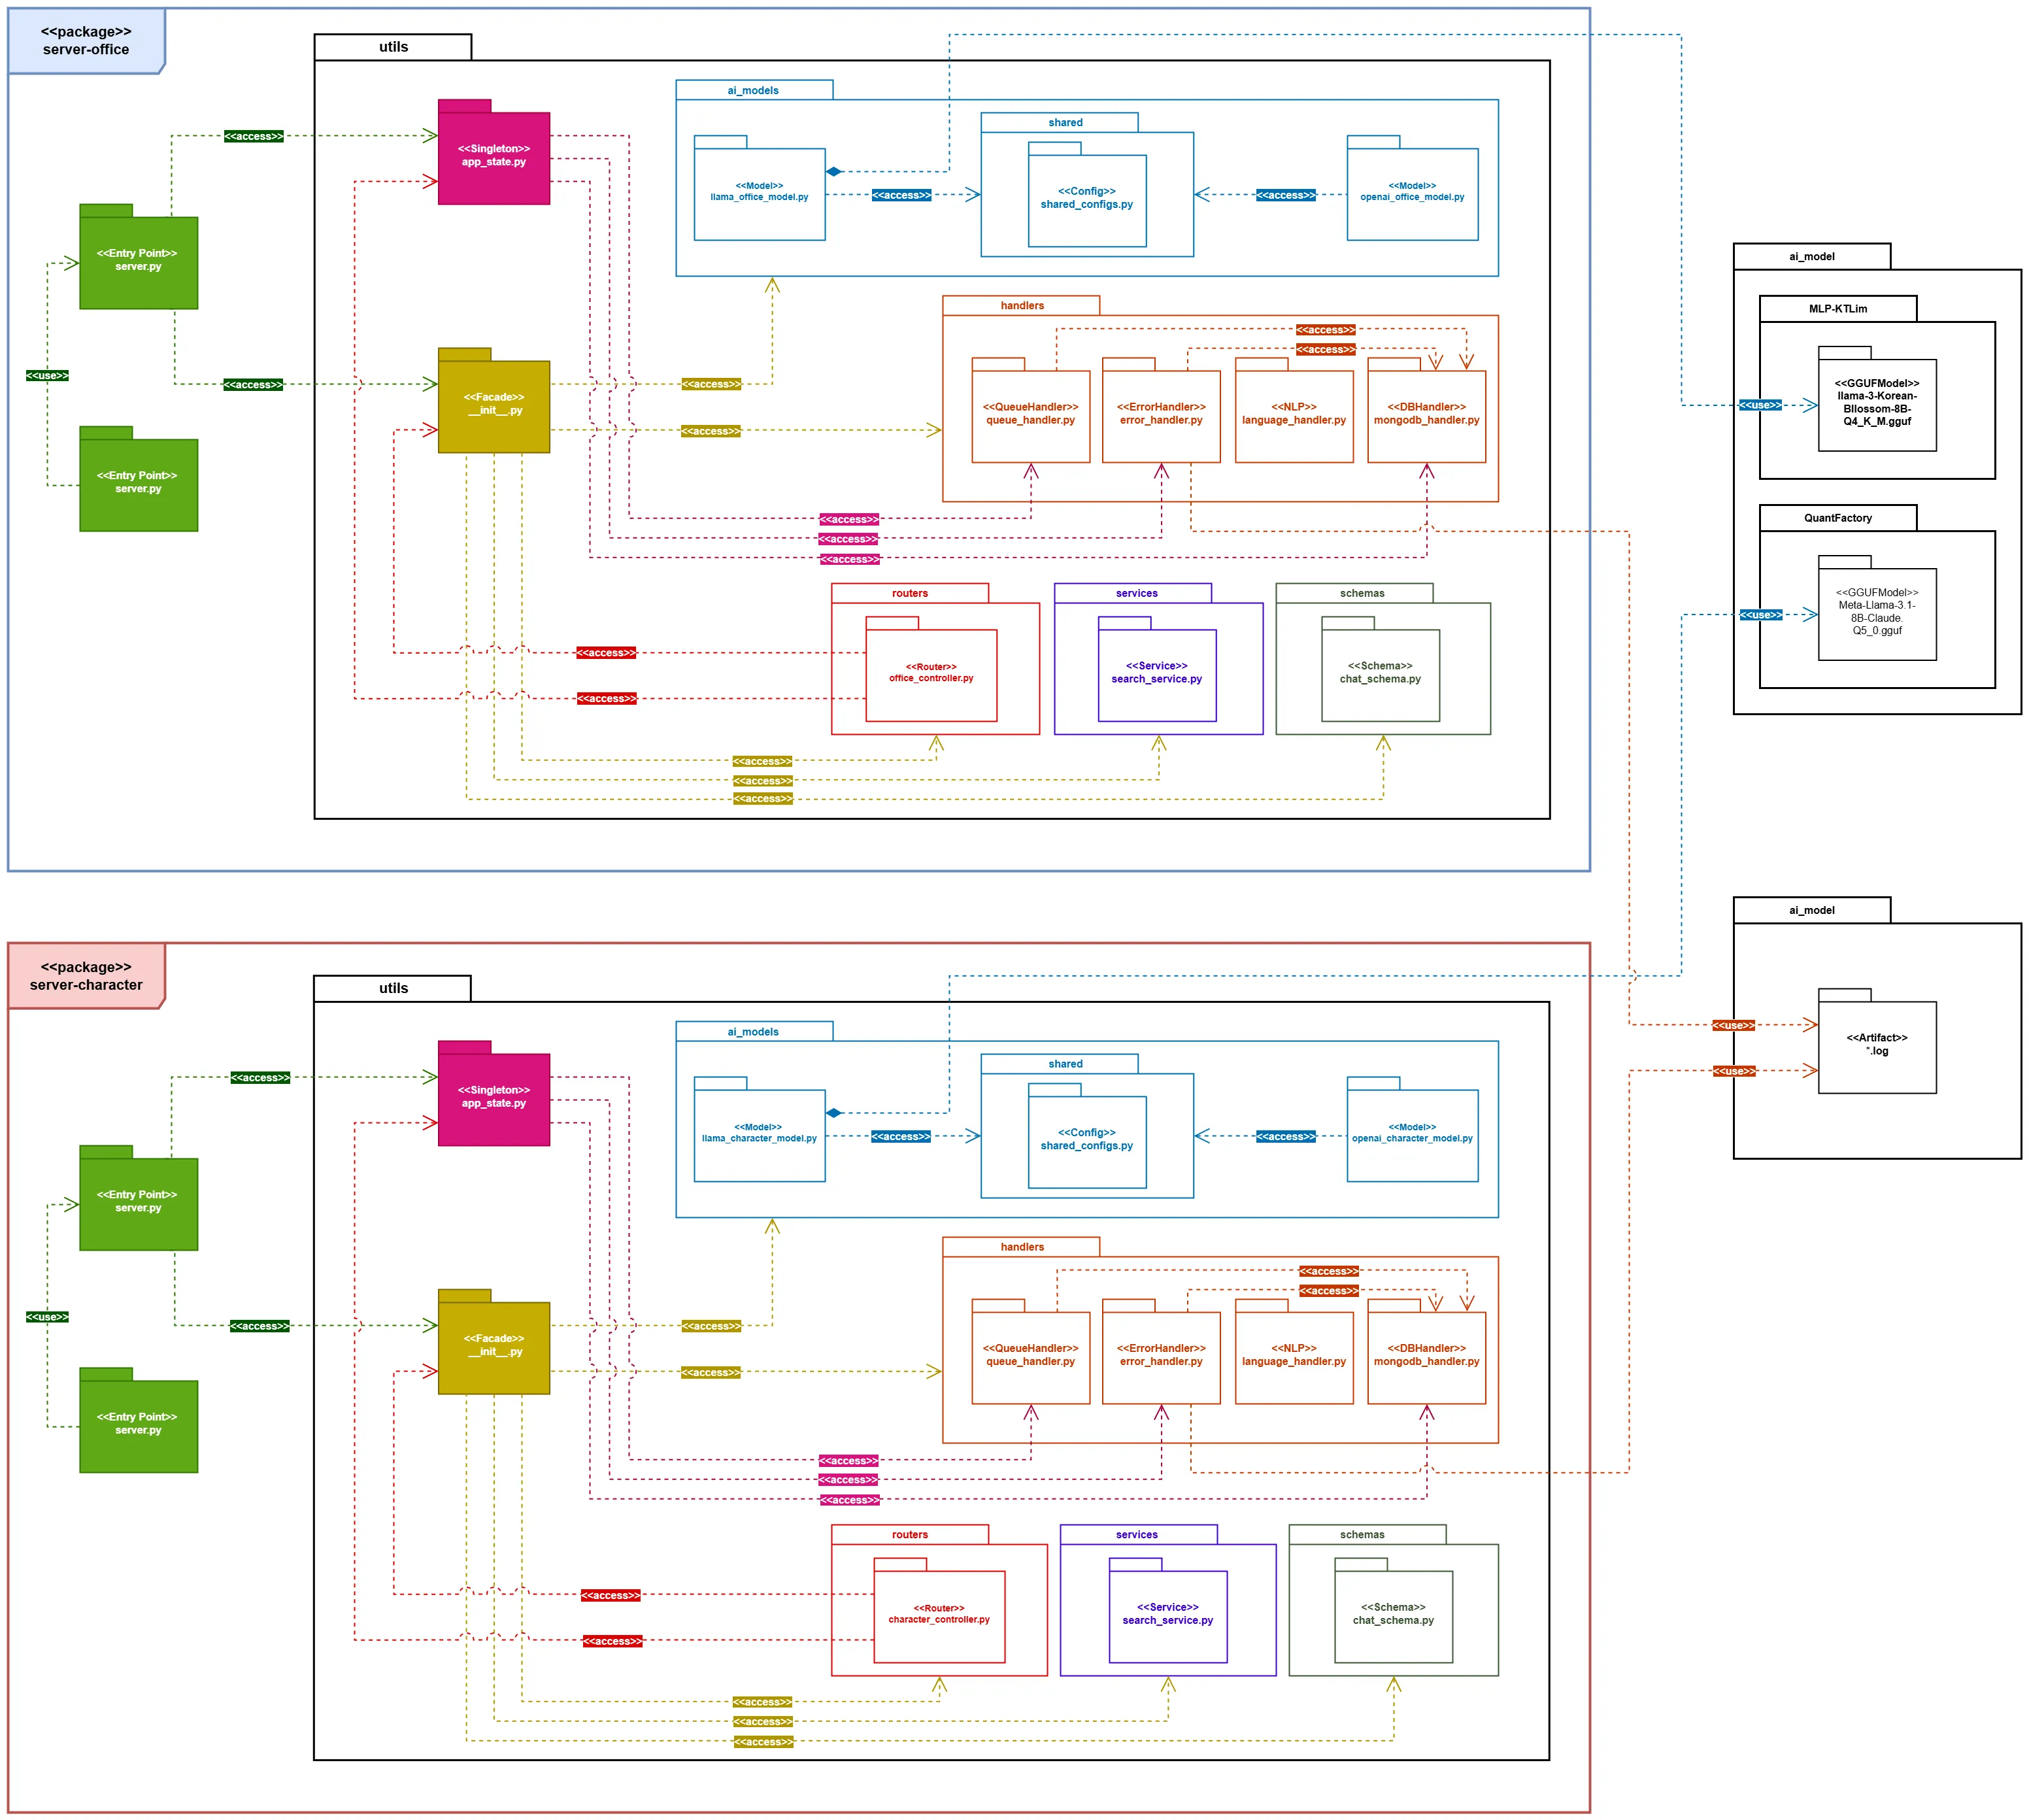 <<package>>
server-office
utils
ai_models
<<Singleton>>
app_state.py
<<access>>
shared
<<Model>>
llama_office_model.py
<<access>>
<<Config>>
shared_configs.py
<<access>>
<<Model>>
openai_office_model.py
<<Entry Point>>
server.py
<<use>>
<<access>>
<<Entry Point>>
server.py
<<Facade>>
__init__.py
<<access>>
<<access>>
handlers
<<access>>
<<access>>
<<QueueHandler>>
queue_handler.py
<<ErrorHandler>>
error_handler.py
<<NLP>>
language_handler.py
<<DBHandler>>
mongodb_handler.py
<<access>>
<<access>>
<<access>>
routers
<<Router>>
office_controller.py
<<access>>
<<access>>
services
<<Service>>
search_service.py
schemas
<<Schema>>
chat_schema.py
<<access>>
<<access>>
<<access>>
ai_model
MLP-KTLim
<<use>>
<<GGUFModel>>
llama-3-Korean-
Bllossom-8B-
Q4_K_M.gguf
QuantFactory
<<use>>
<<GGUFModel>>
Meta-Llama-3.1-
8B-Claude.
Q5_0.gguf
ai_model
<<use>>
<<use>>
<<Artifact>>
*.log
<<package>>
server-character
utils
ai_models
<<Singleton>>
app_state.py
<<access>>
shared
<<Model>>
llama_character_model.py
<<access>>
<<Config>>
shared_configs.py
<<access>>
<<Model>>
openai_character_model.py
<<Entry Point>>
server.py
<<use>>
<<access>>
<<Entry Point>>
server.py
<<Facade>>
__init__.py
<<access>>
<<access>>
handlers
<<access>>
<<access>>
<<QueueHandler>>
queue_handler.py
<<ErrorHandler>>
error_handler.py
<<NLP>>
language_handler.py
<<DBHandler>>
mongodb_handler.py
<<access>>
<<access>>
<<access>>
routers
<<Router>>
character_controller.py
<<access>>
<<access>>
services
<<Service>>
search_service.py
schemas
<<Schema>>
chat_schema.py
<<access>>
<<access>>
<<access>>